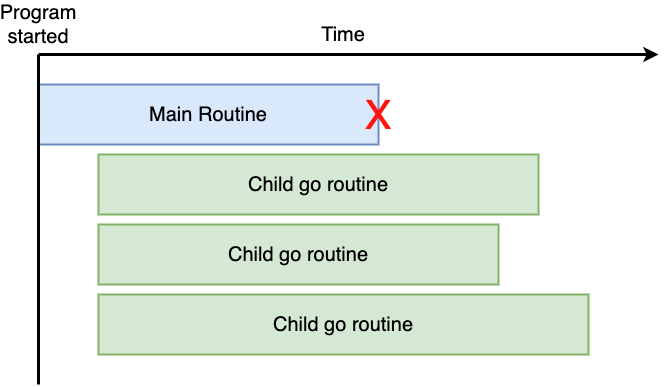 Program
started
Time
Main Routine
X
Child go routine
Child go routine
Child go routine